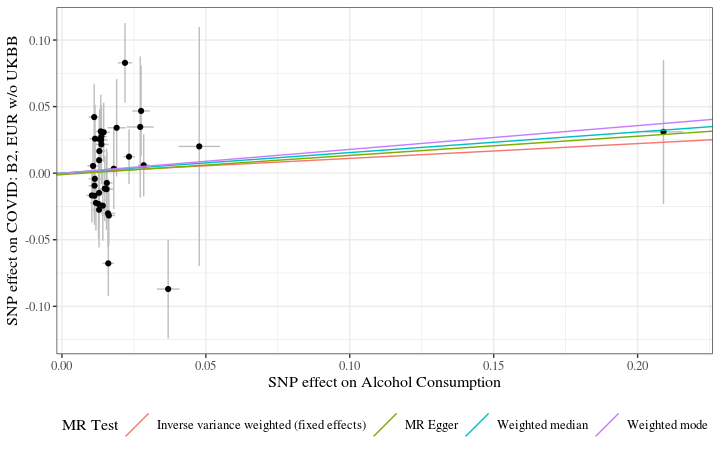 SNP effect on COVID: B2, EUR w/o UKBB
0.10
0.05
0.00
-0.05
-0.10
0.00 0.05 0.10 0.15 0.20
SNP effect on Alcohol Consumption
MR Test Inverse variance weighted (fixed effects) MR Egger Weighted median Weighted mode